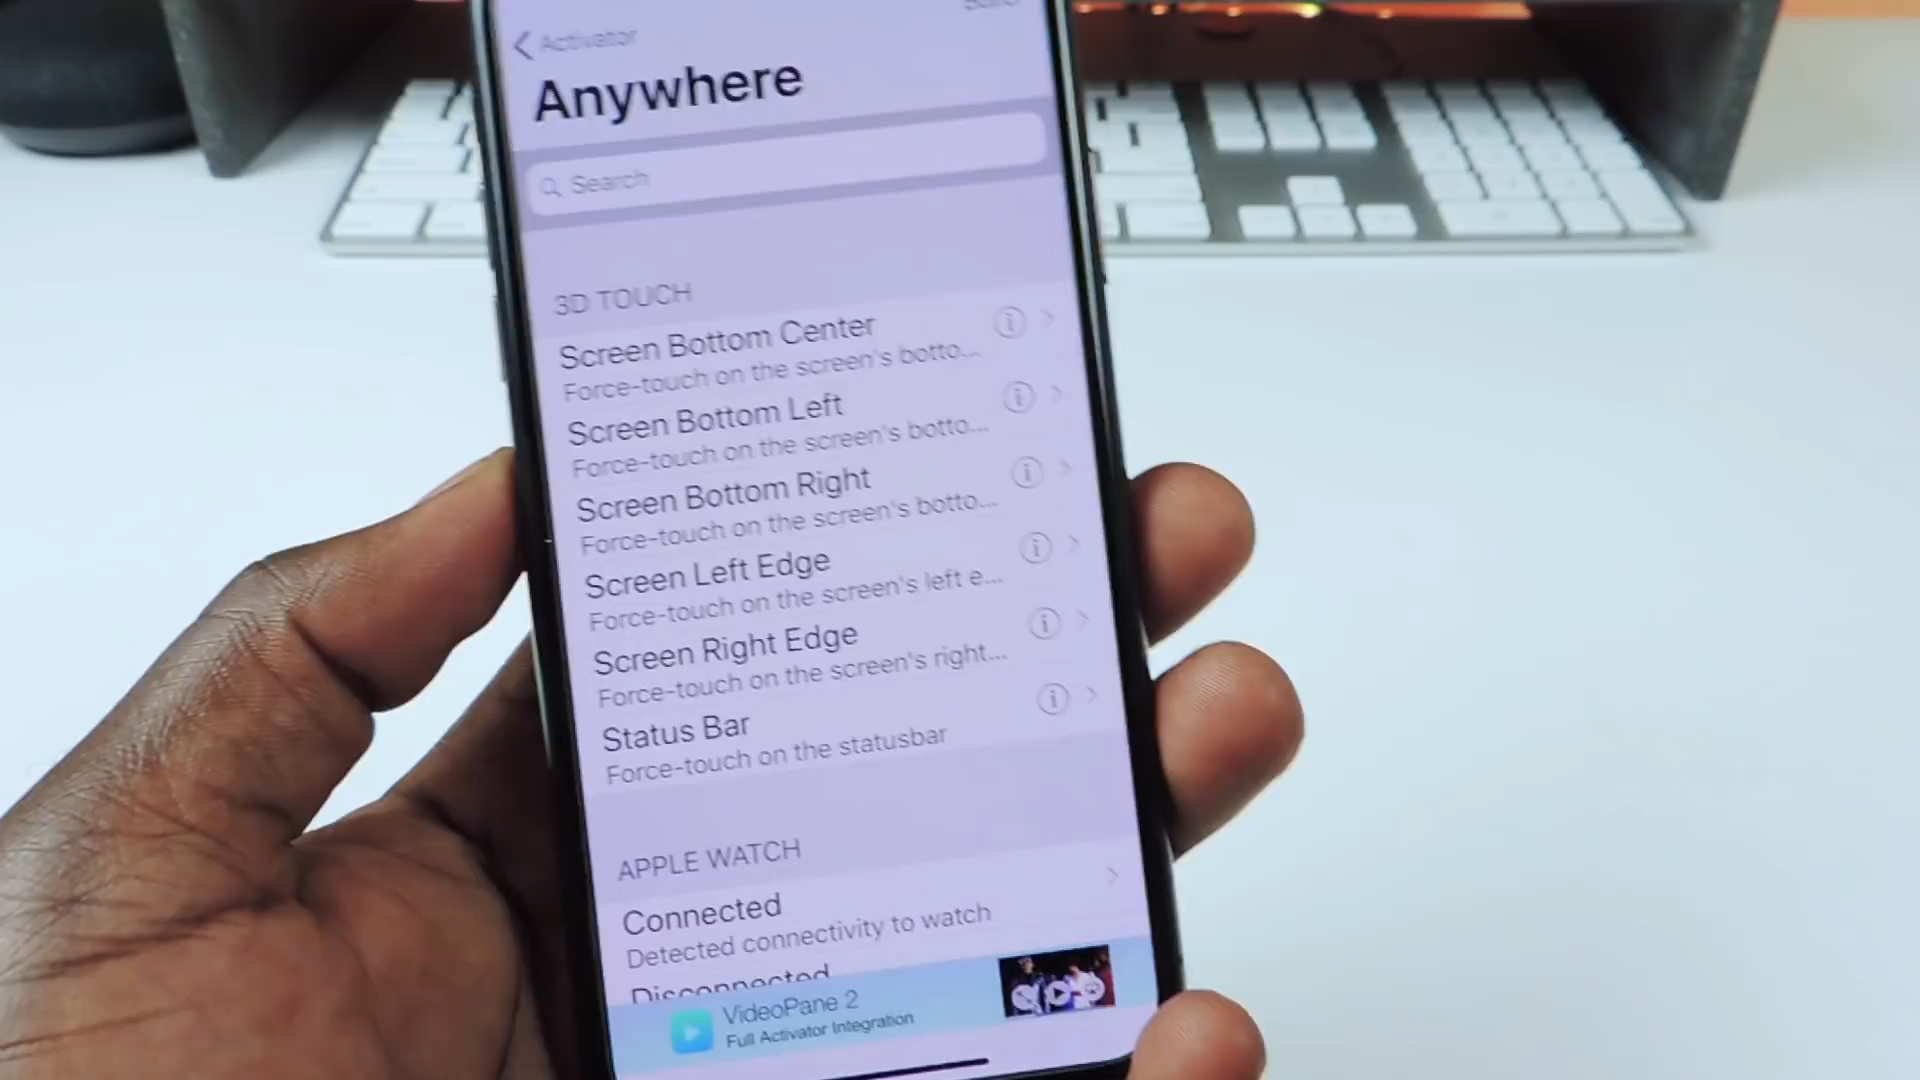 Activator
Anywhere
Search
3D TOUCH
Screen Bottom Center
Force-touch on the screen's botto...
Screen Bottom Left
Force-touch on the screen's botto...
Screen Bottom Right
Force-touch on the screen's botto...
Screen Left Edge
Force-touch on the screen's left e...
Screen Right Edge
Force-touch on the screen's right...
Status Bar
Force-touch on the statusbar
APPLE WATCH
Connected
Detected connectivity to watch
Disconnected
VideoPane 2
Full Activator Integration